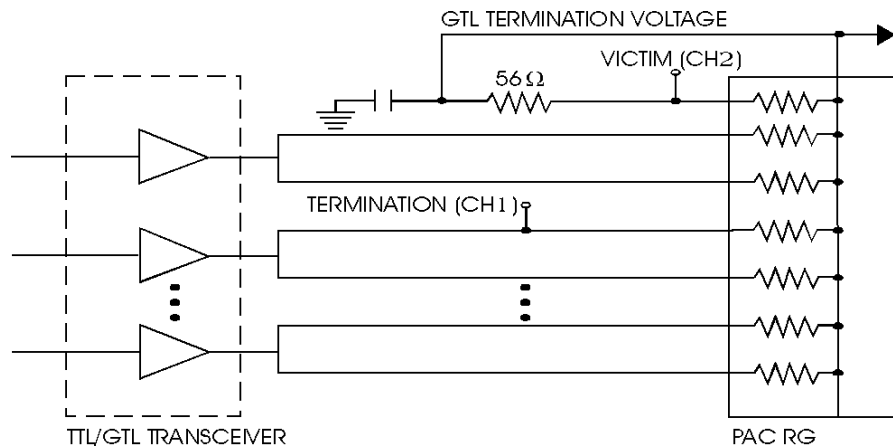 GTL TERMINATION VOLTAGE
VICTIM (CH2)
56Ω
TERMINATION (CH1)
TTL/GTL TRANSCEIVER
PAC RG